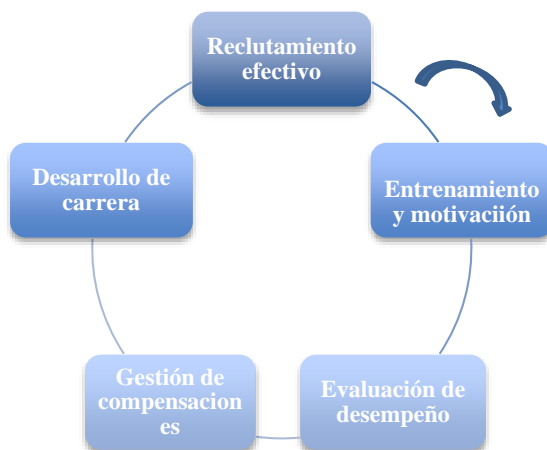 Reclutamiento
efectivo
Entrenamiento
y motivaciión
Evaluación de
desempeño
Gestión de
compensacion
es
Desarrollo de
carrera